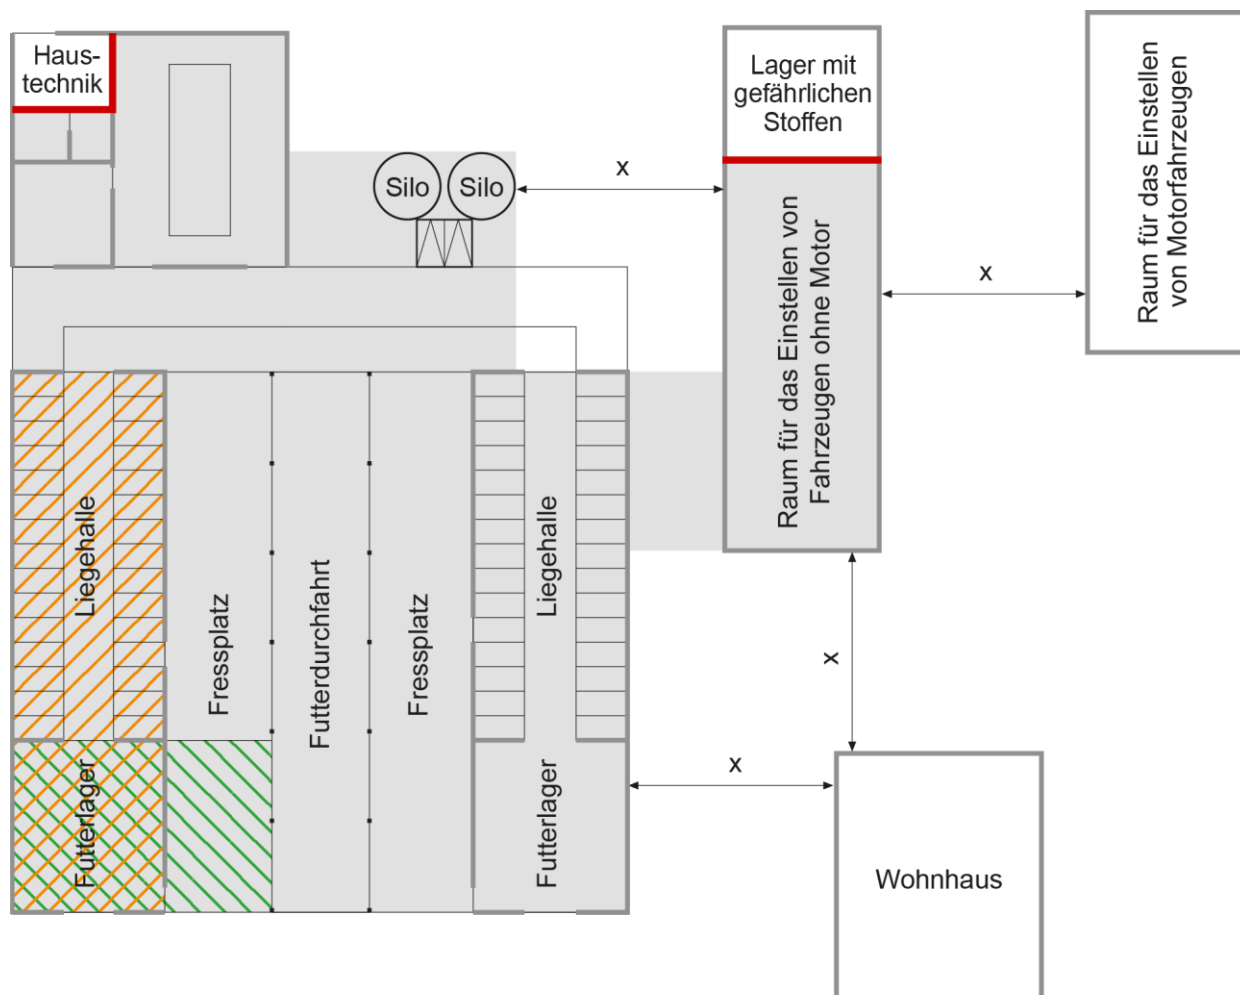 Haus-
technik
Lager mit
gefährlichen
Stoffen
Raum für das Einstellen
von Motorfahrzeugen
Silo
Silo
x
x
Raum für das Einstellen von
Fahrzeugen ohne Motor
Liegehalle
Fressplatz
Futterdurchfahrt
Fressplatz
Liegehalle
x
Futterlager
Futterlager
x
Wohnhaus